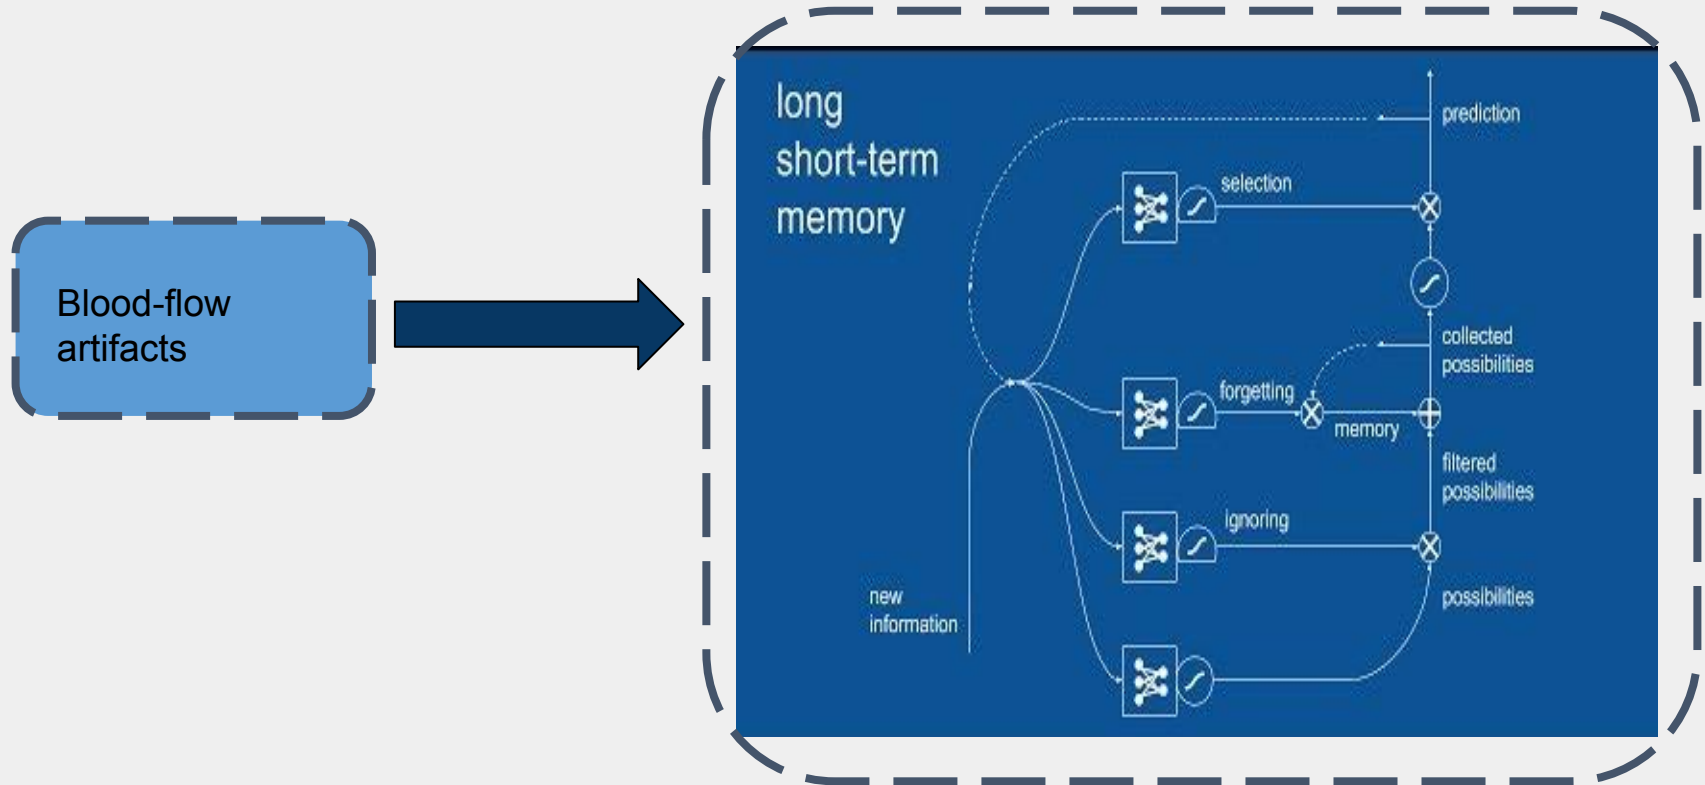 Blood-flow
artifacts
long
short-term
memory
prediction
selection
collected
possibilities
forgetting
memory
filtered
possibilities
ignoring
new
information
possibilities